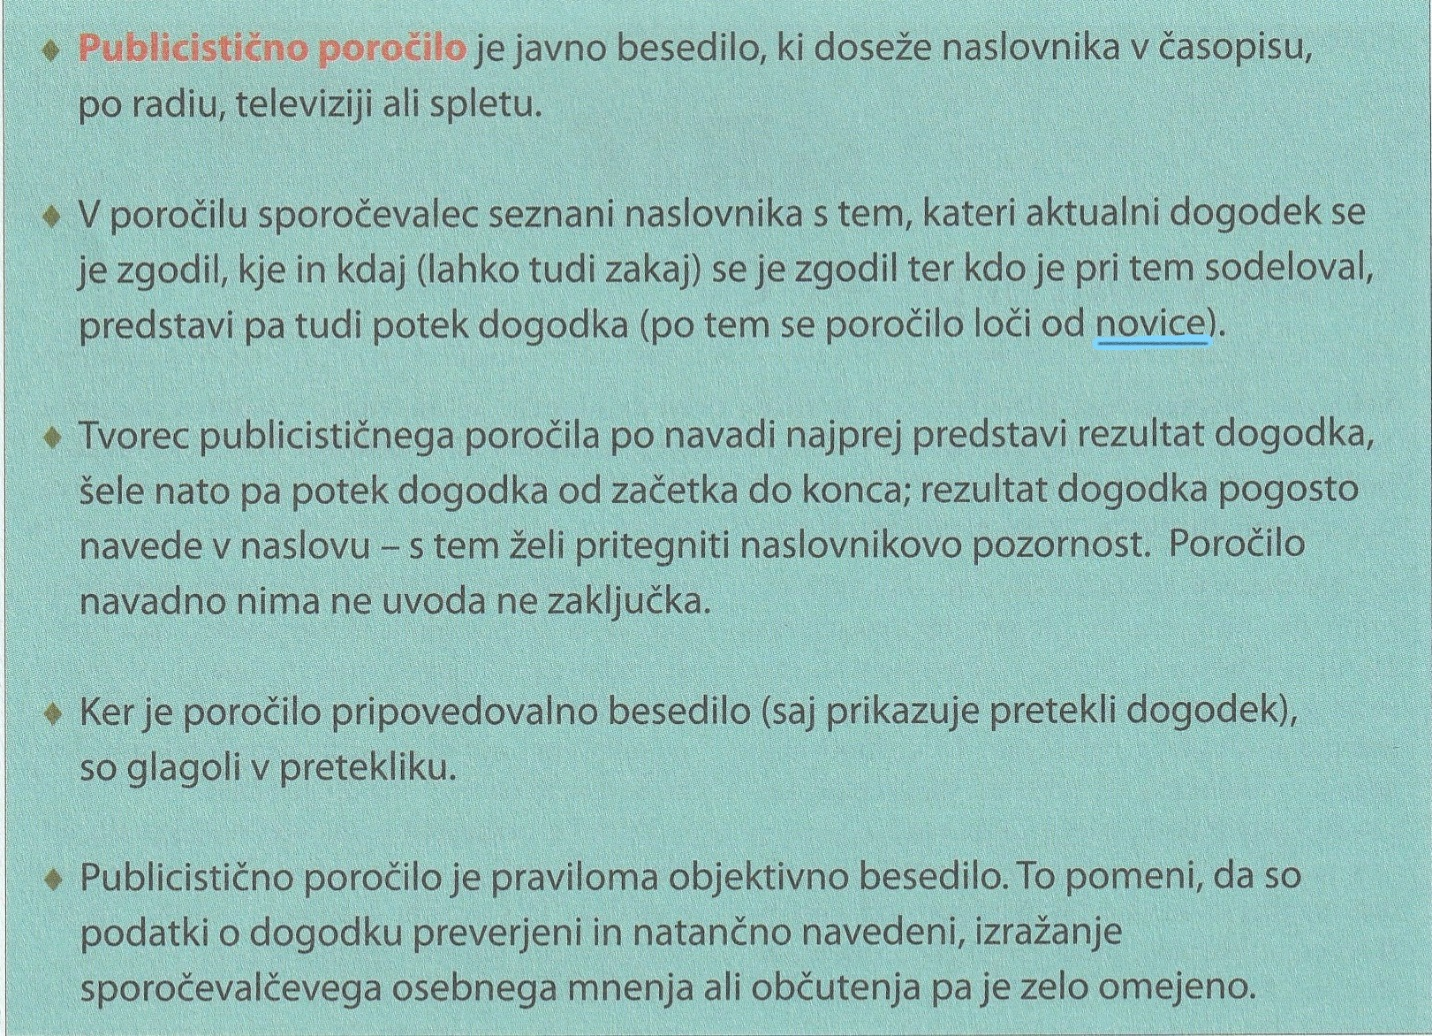 ♦ Publicistično poročilo je javno besedilo, ki doseže naslovnika v časopisu,
po radiu, televiziji ali spletu.
♦ V poročilu sporočevalec seznani naslovnika s tem, kateri aktualni dogodek se
je zgodil, kje in kdaj (lahko tudi zakaj) se je zgodil ter kdo je pri tem sodeloval,
predstavi pa tudi potek dogodka (po tem se poročilo loči od novice).
♦ Tvorec publicističnega poročila po navadi najprej predstavi rezultat dogodka,
šele nato pa potek dogodka od začetka do konca; rezultat dogodka pogosto
navede v naslovu – s tem želi pritegniti naslovnikovo pozornost. Poročilo
navadno nima ne uvoda ne zaključka.
♦ Ker je poročilo pripovedovalno besedilo (saj prikazuje pretekli dogodek),
so glagoli v pretekliku.
♦ Publicistično poročilo je praviloma objektivno besedilo. To pomeni, da so
podatki o dogodku preverjeni in natančno navedeni, izražanje
sporočevalčevega osebnega mnenja ali občutenja pa je zelo omejeno.